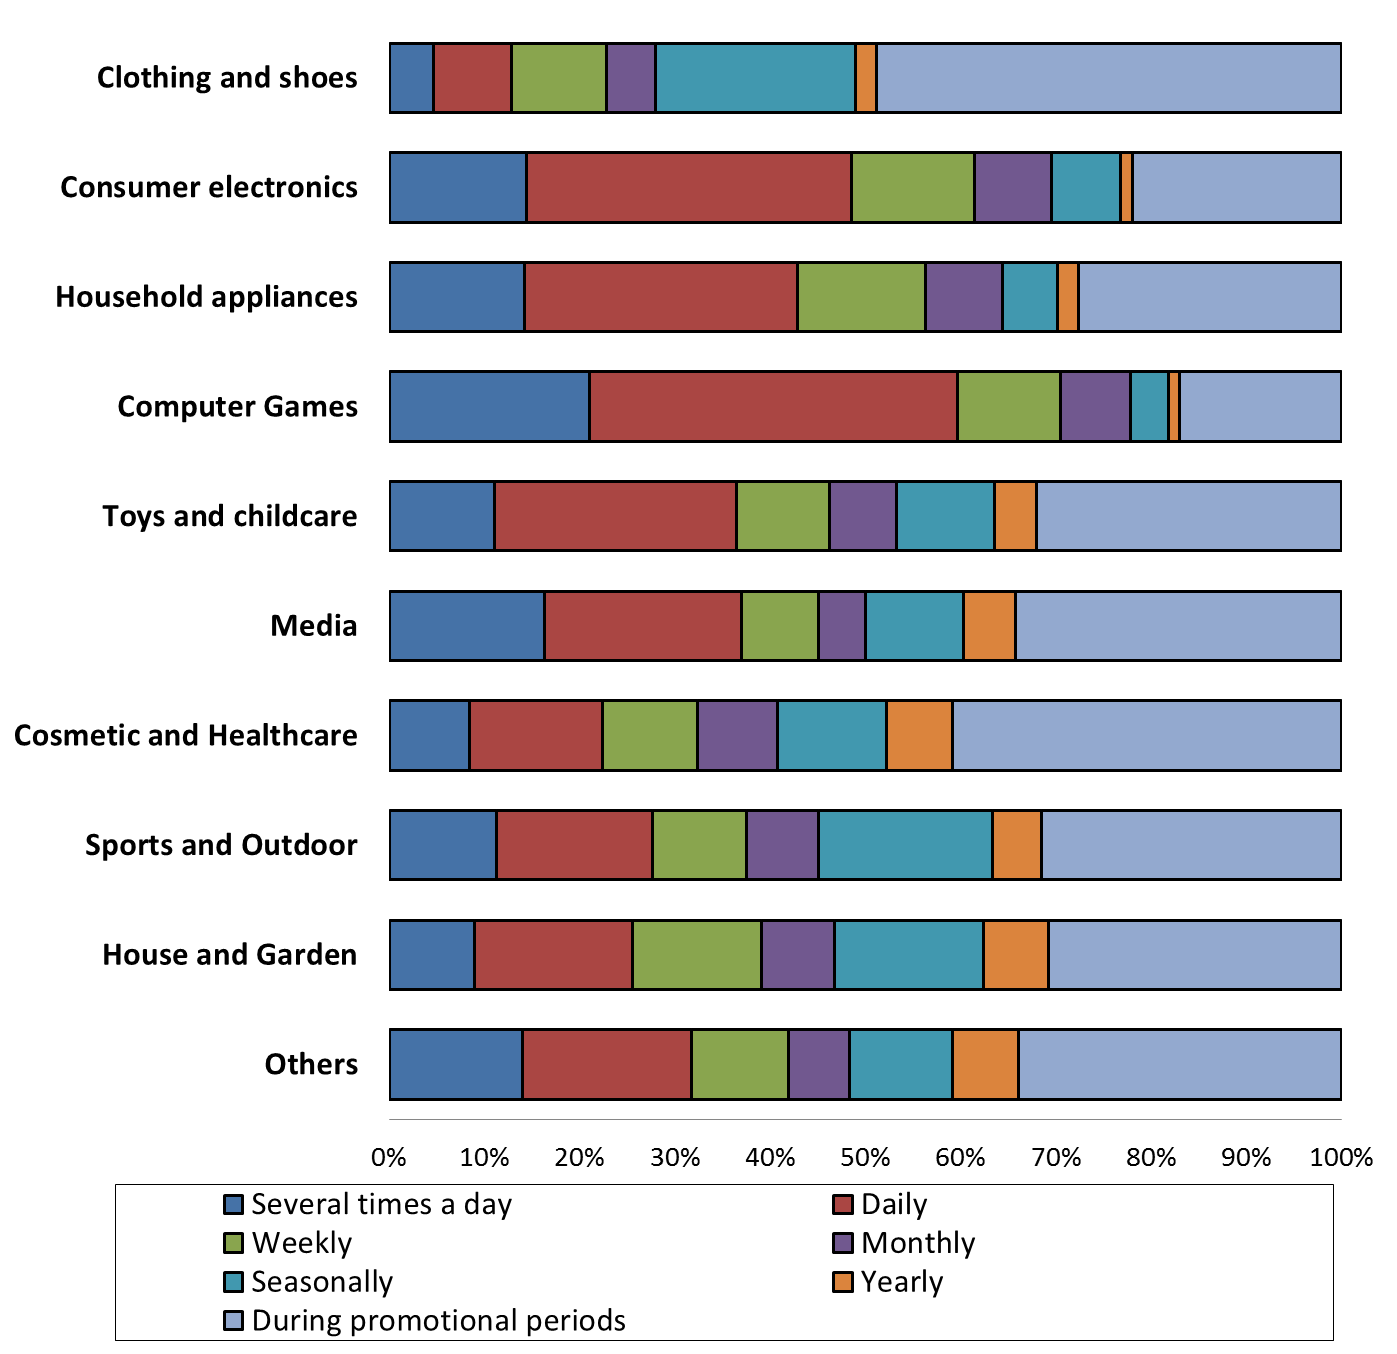 Clothing and shoes
Consumer electronics
Household appliances
Computer Games
Toys and childcare
Media
Cosmetic and Healthcare
Sports and Outdoor
House and Garden
Others
0% 10% 20% 30% 40% 50% 60% 70% 80% 90% 100%
Several times a day Daily
Weekly Monthly
Seasonally Yearly
During promotional periods